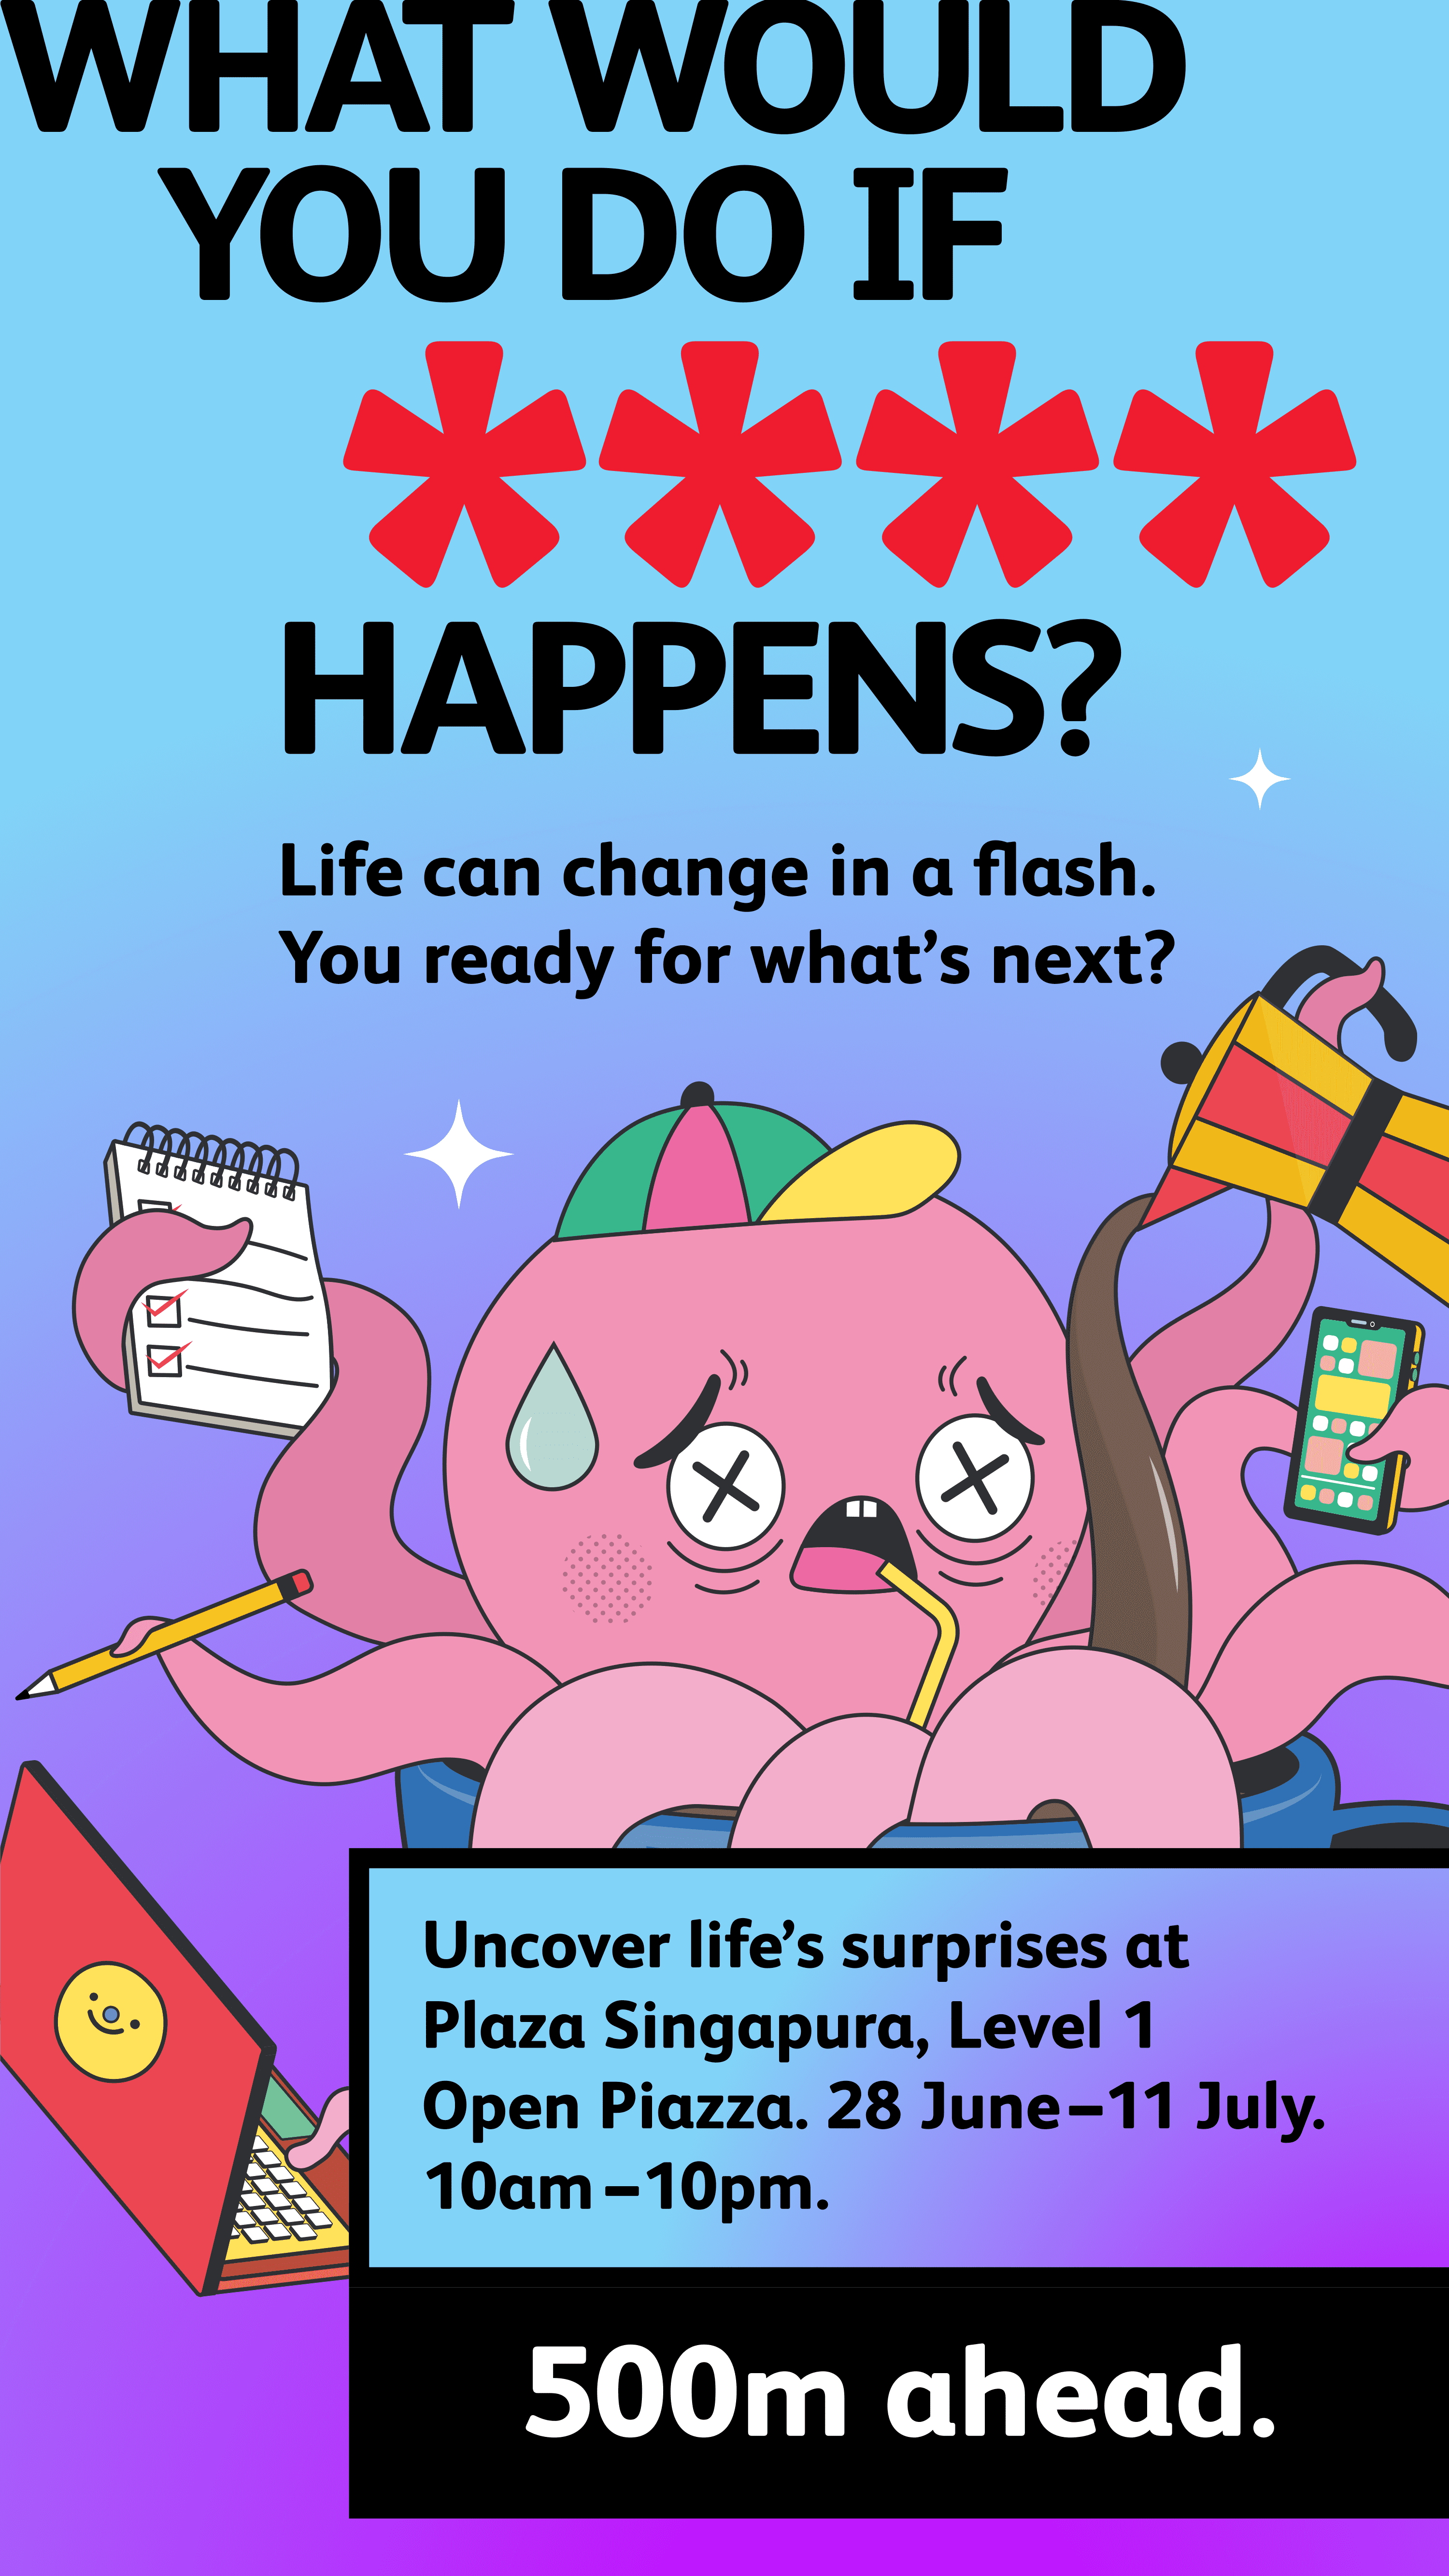 WHAT WOULD
YOU DO IF
****
HAPPENS?
Life can change in a flash.
You ready for what’s next?
Uncover life’s surprises at
Plaza Singapura, Level 1
Open Piazza. 28 June–11 July.
10am–10pm.
500m ahead.